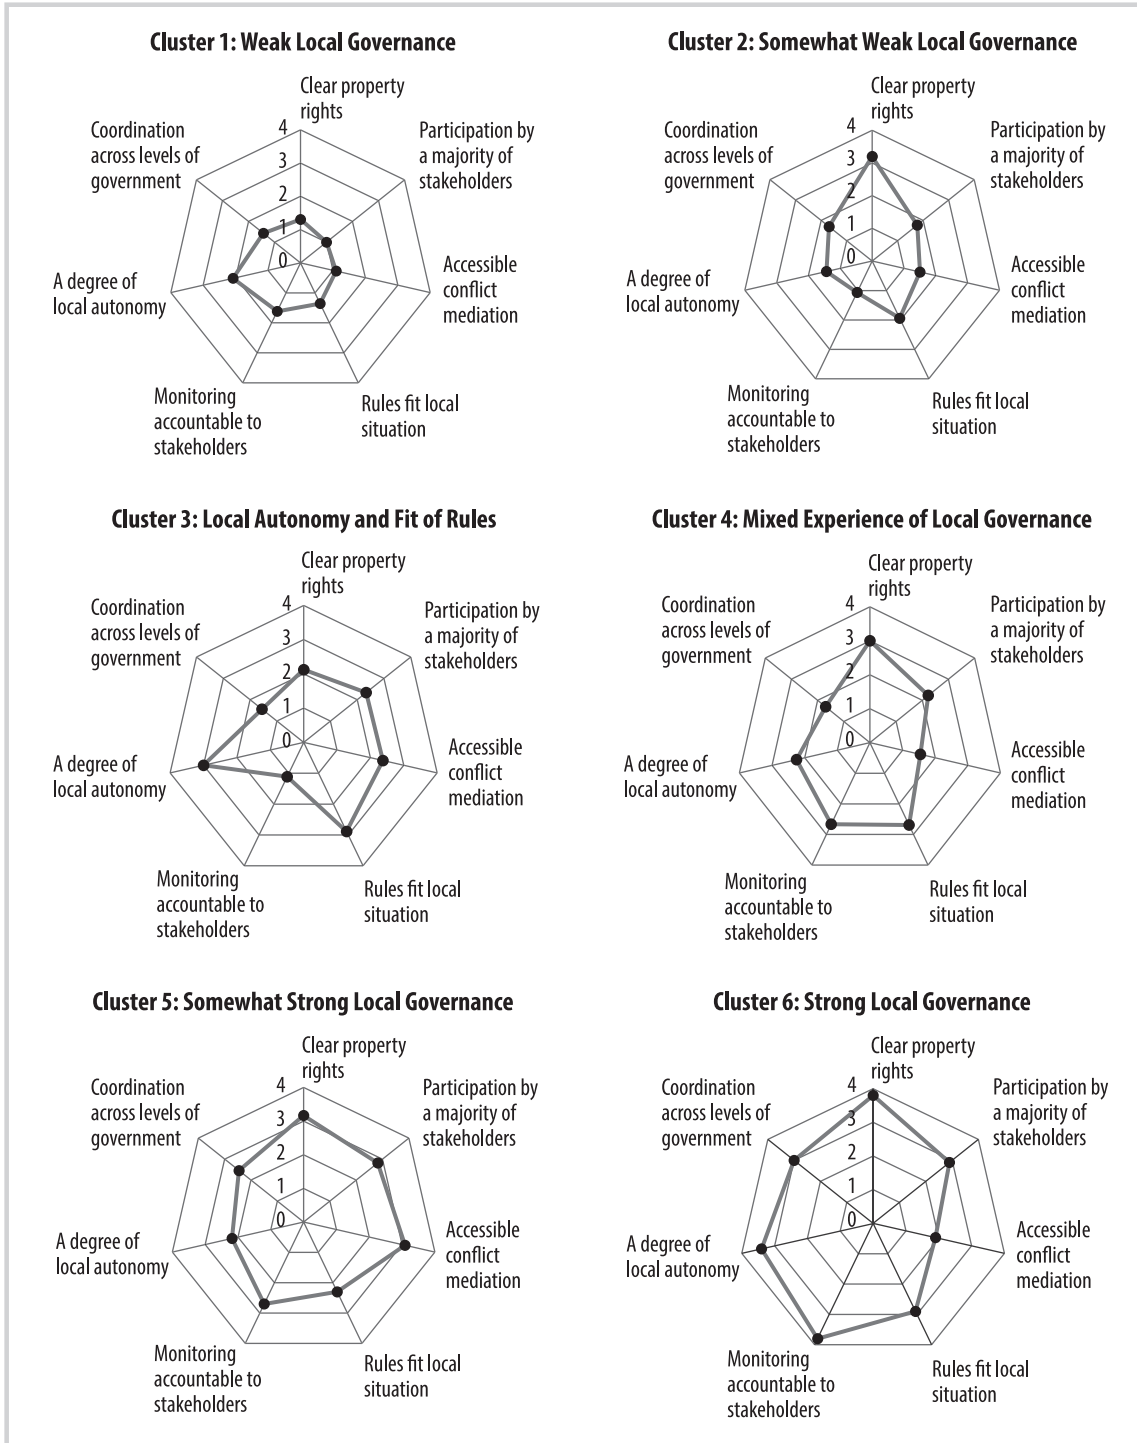 Cluster 1: Weak Local Governance
Clear property
rights
Participation by
a majority of
stakeholders
Accessible
conflict
mediation
Rules fit local
situation
Monitoring
accountable to
stakeholders
A degree of
local autonomy
Coordination
across levels of
government
4
3
2
1
0
Cluster 2: Somewhat Weak Local Governance
Clear property
rights
Participation by
a majority of
stakeholders
Accessible
conflict
mediation
Rules fit local
situation
Monitoring
accountable to
stakeholders
A degree of
local autonomy
Coordination
across levels of
government
4
3
2
1
0
Cluster 3: Local Autonomy and Fit of Rules
Clear property
rights
Participation by
a majority of
stakeholders
Accessible
conflict
mediation
Rules fit local
situation
Monitoring
accountable to
stakeholders
A degree of
local autonomy
Coordination
across levels of
government
4
3
2
1
0
Cluster 4: Mixed Experience of Local Governance
Clear property
rights
Participation by
a majority of
stakeholders
Accessible
conflict
mediation
Rules fit local
situation
Monitoring
accountable to
stakeholders
A degree of
local autonomy
Coordination
across levels of
government
4
3
2
1
0
Cluster 5: Somewhat Strong Local Governance
Clear property
rights
Participation by
a majority of
stakeholders
Accessible
conflict
mediation
Rules fit local
situation
Monitoring
accountable to
stakeholders
A degree of
local autonomy
Coordination
across levels of
government
4
3
2
1
0
Cluster 6: Strong Local Governance
Clear property
rights
Participation by
a majority of
stakeholders
Accessible
conflict
mediation
Rules fit local
situation
Monitoring
accountable to
stakeholders
A degree of
local autonomy
Coordination
across levels of
government
4
3
2
1
0